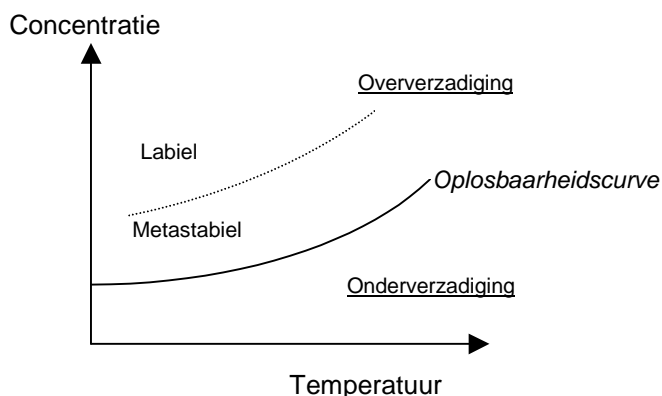 Concentratie
Oververzadiging
Labiel
Oplosbaarheidscurve
Metastabiel
Onderverzadiging
Temperatuur